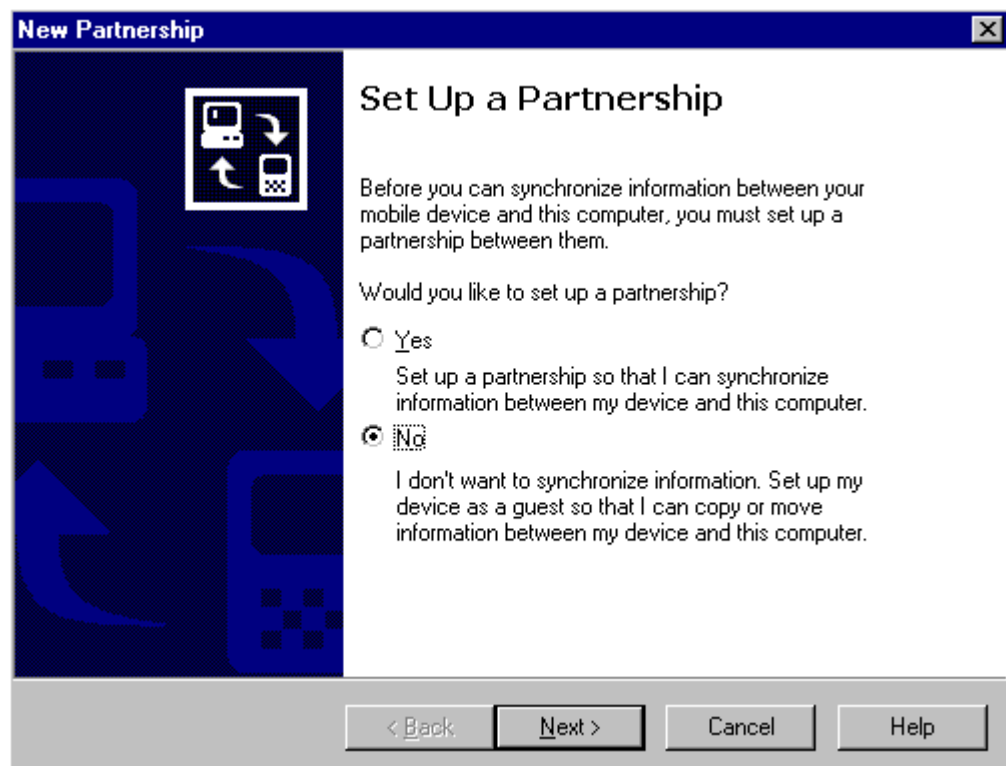 New Partnership
Set Up a Partnership
Before you can synchronize information between your
mobile device and this computer, you must set up a
partnership between them.
Would you like to set up a partnership?
Yes
Set up a partnership so that I can synchronize
information between my device and this computer.
No
I don't want to synchronize information. Set up my
device as a guest so that I can copy or move
information between my device and this computer.
< Back Next > Cancel Help